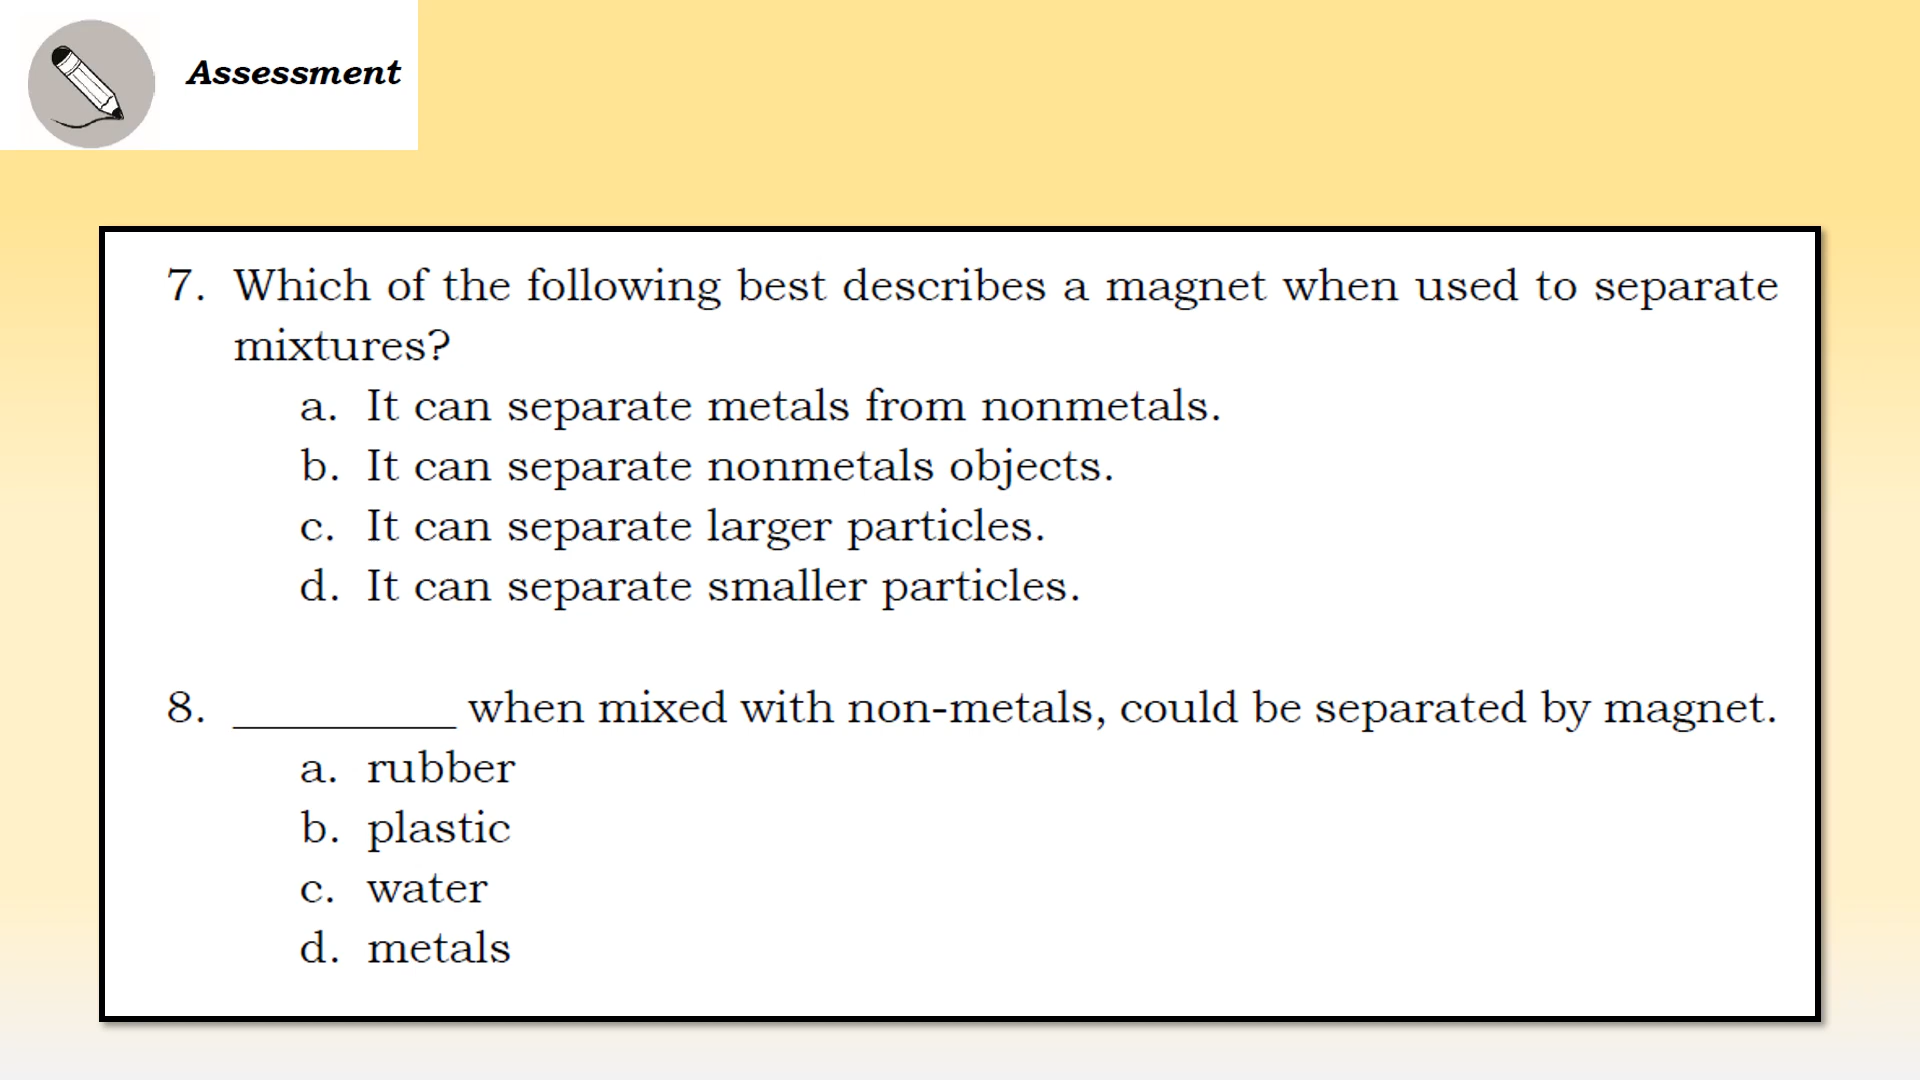 Assessment
7. Which of the following best describes a magnet when used to separate
mixtures?
a. It can separate metals from nonmetals.
b. It can separate nonmetals objects.
c. It can separate larger particles.
d. It can separate smaller particles.
8. __________ when mixed with non-metals, could be separated by magnet.
a. rubber
b. plastic
c. water
d. metals